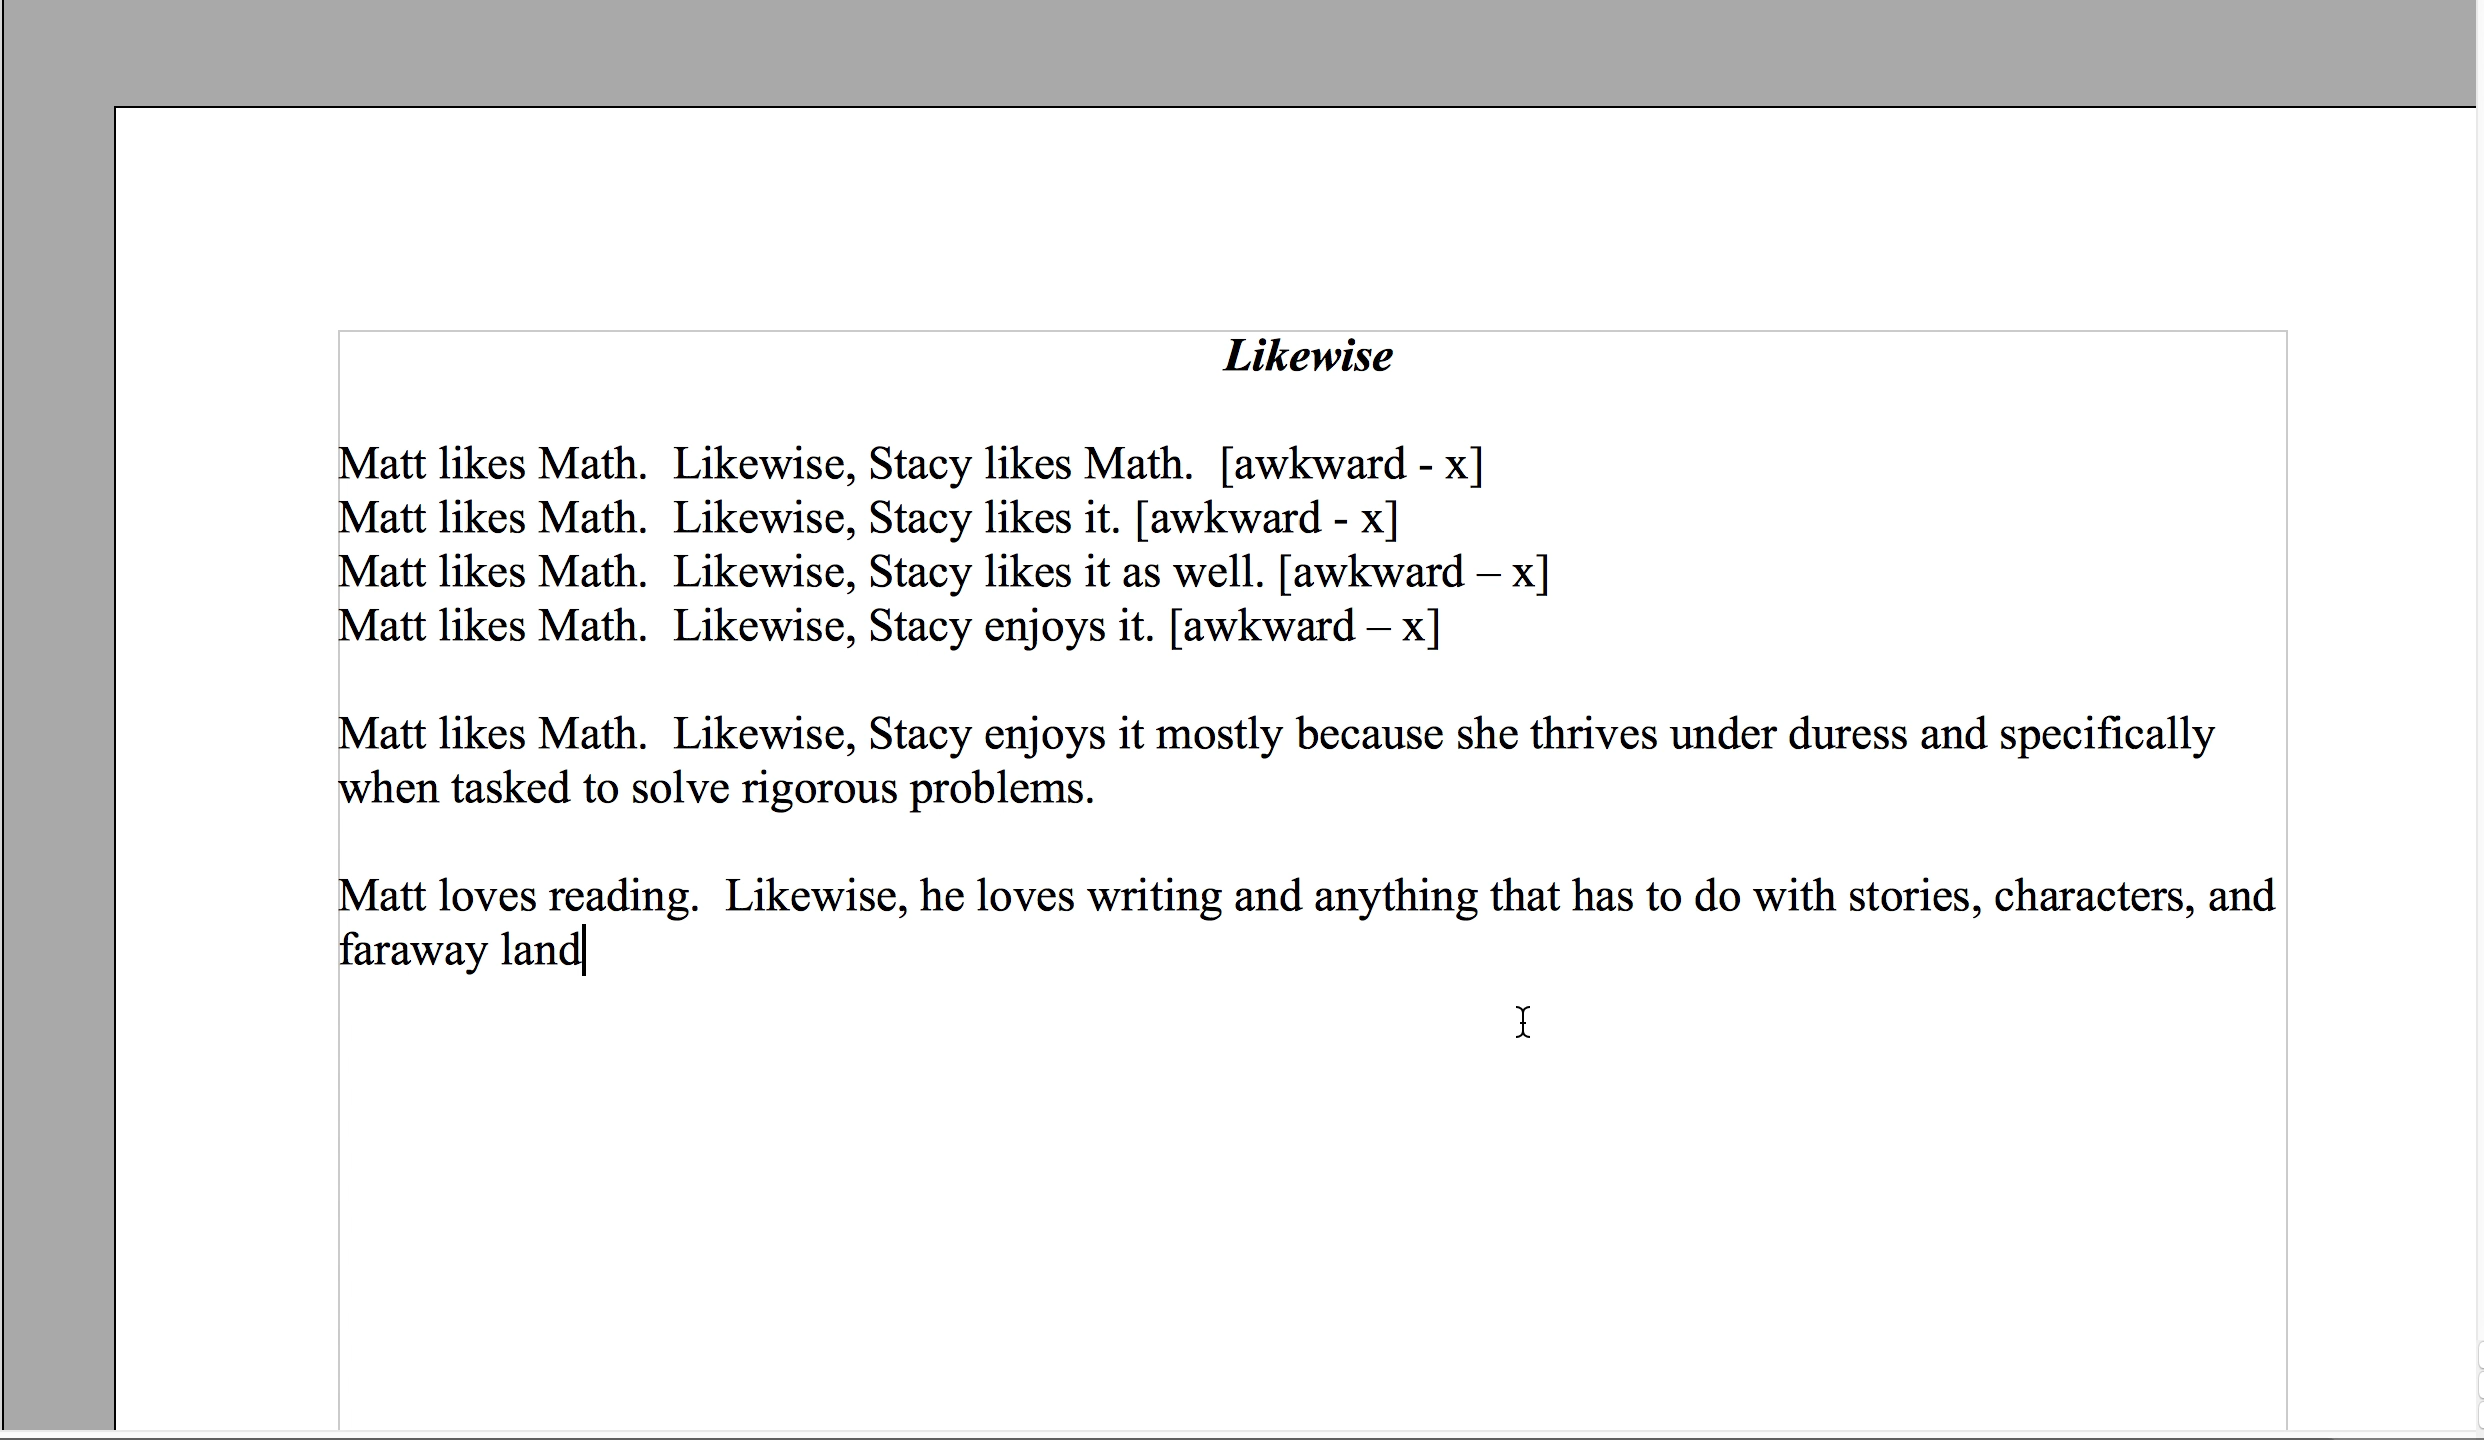 Likewise
Matt likes Math.  Likewise, Stacy likes Math.  [awkward - x]
Matt likes Math.  Likewise, Stacy likes it. [awkward - x]
Matt likes Math.  Likewise, Stacy likes it as well. [awkward – x]
Matt likes Math.  Likewise, Stacy enjoys it. [awkward – x]
Matt likes Math.  Likewise, Stacy enjoys it mostly because she thrives under duress and specifically
when tasked to solve rigorous problems.
Matt loves reading.  Likewise, he loves writing and anything that has to do with stories, characters, and
faraway land